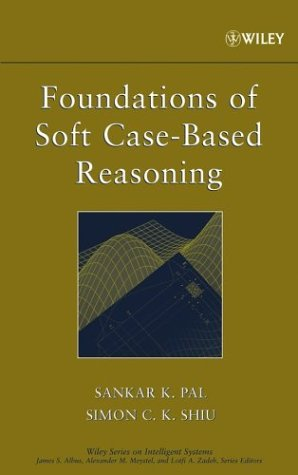 WILEY
Foundations of
Soft Case-Based
Reasoning
SANKAR K. PAL
SIMON C. K. SHIU
Wiley Series on Intelligent Systems
James S. Albus, Alexander M. Meystel, and Lotfi A. Zadeh, Series Editors